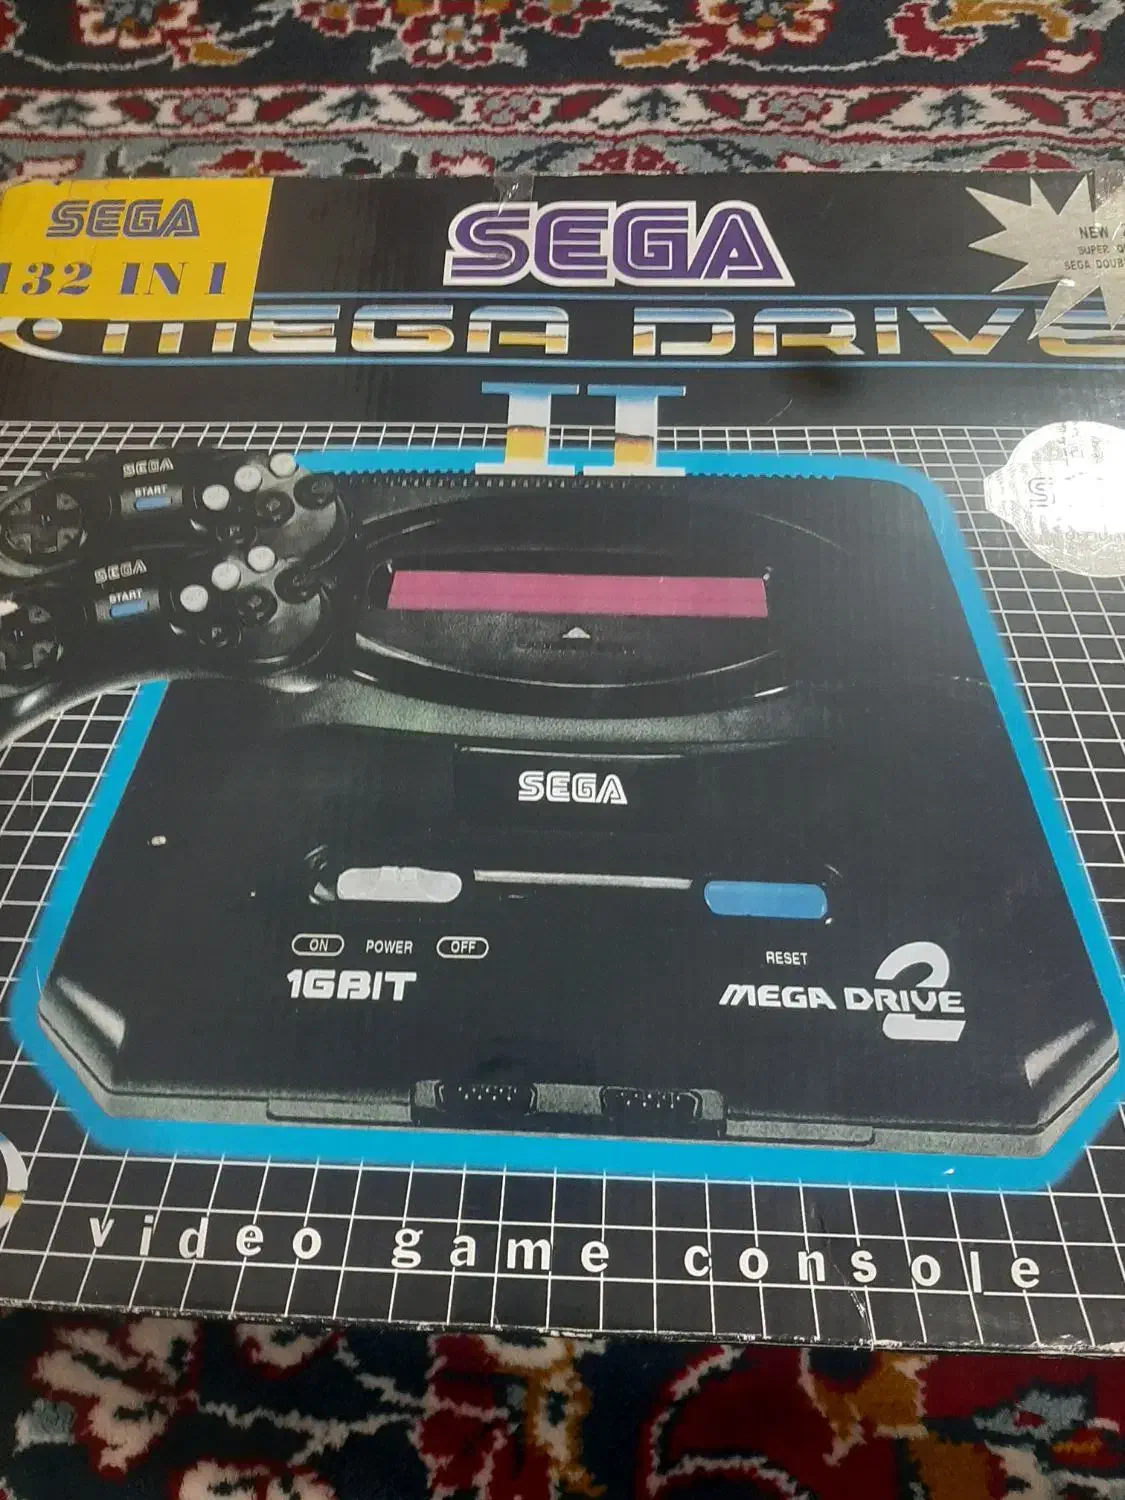 SEGA
132 IN 1
SEGA
NEW
SUPER
SEGA DOUB
MEGA DRIVE
II
SEGA
START
SEGA
START
SEGA
ON POWER OFF
16BIT
RESET
MEGA DRIVE 2
video game console